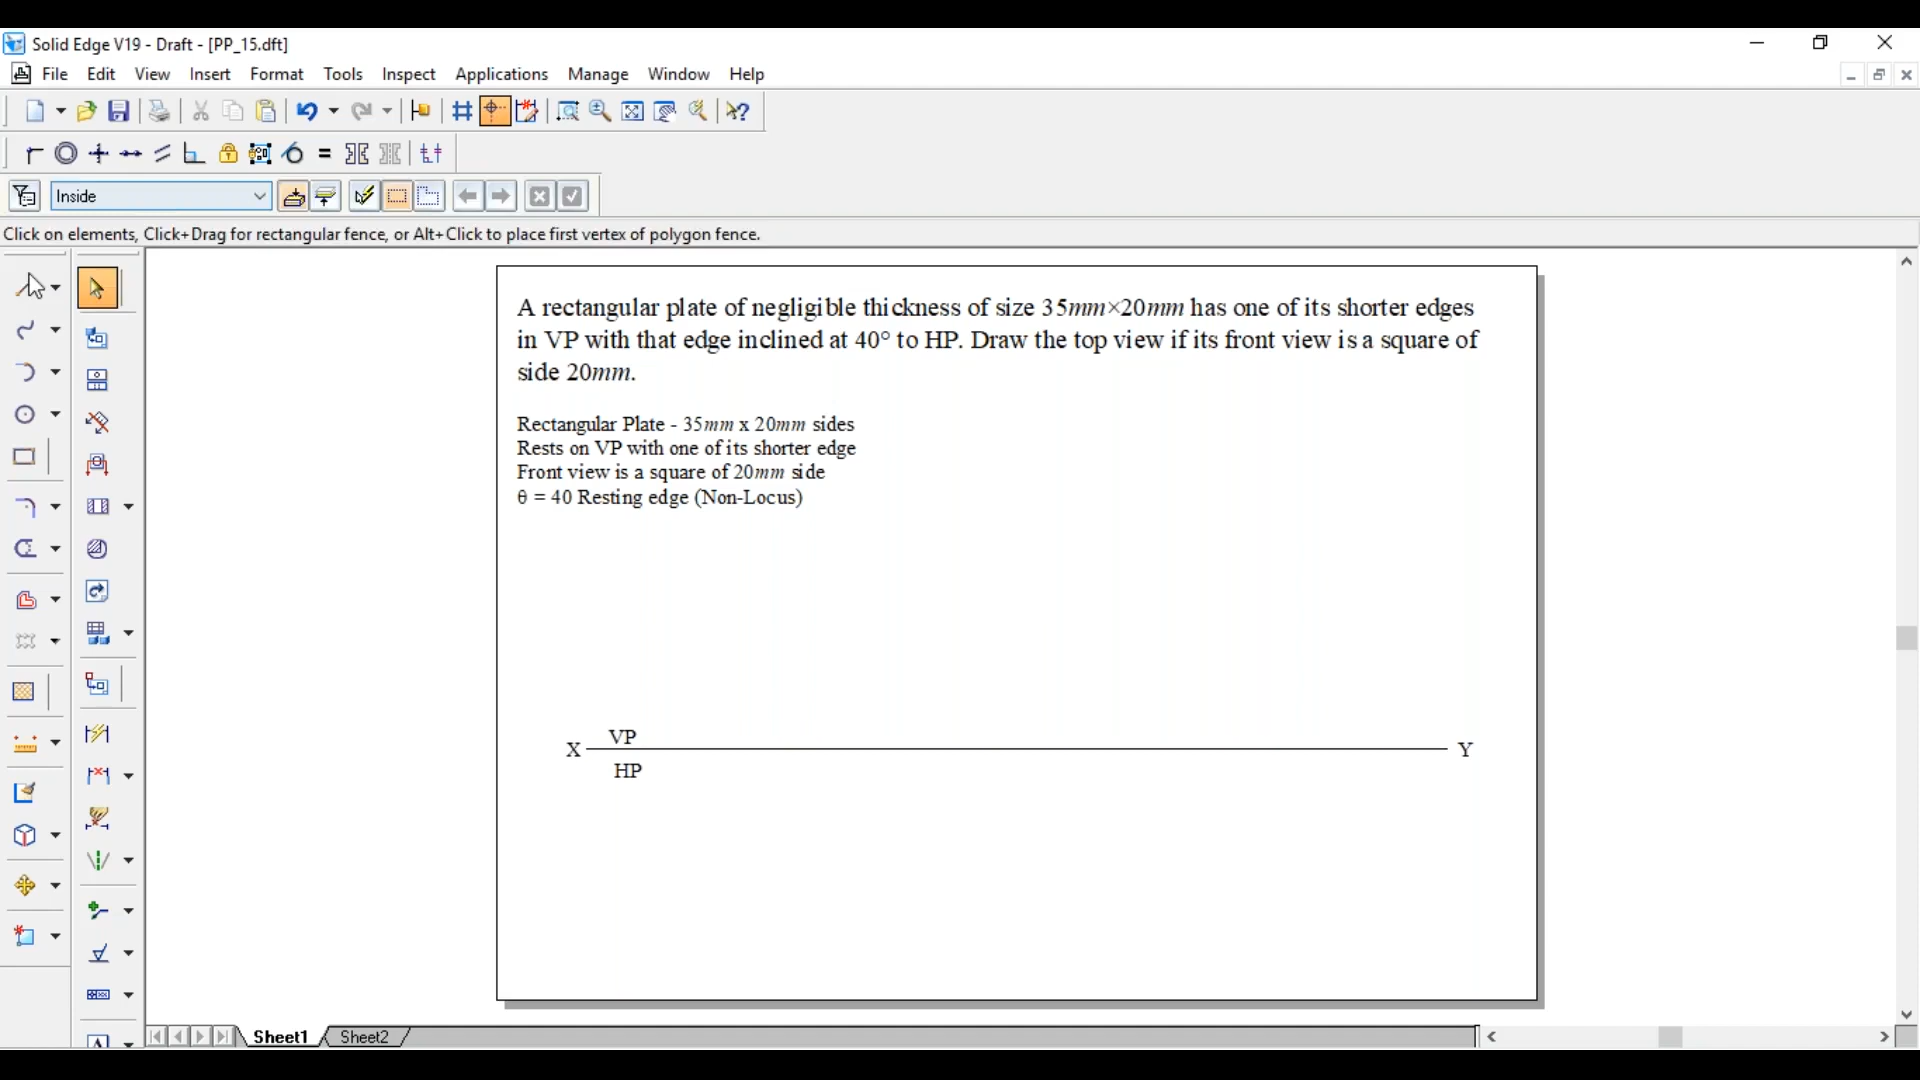 Solid Edge V19 - Draft - [PP_15.dft]
File Edit View Insert Format Tools Inspect Applications Manage Window Help
Inside
Click on elements, Click+Drag for rectangular fence, or Alt+Click to place first vertex of polygon fence.
A rectangular plate of negligible thickness of size 35mm×20mm has one of its shorter edges
in VP with that edge inclined at 40° to HP. Draw the top view if its front view is a square of
side 20mm.
Rectangular Plate - 35mm x 20mm sides
Rests on VP with one of its shorter edge
Front view is a square of 20mm side
θ = 40 Resting edge (Non-Locus)
VP
X Y
HP
Sheet1 Sheet2